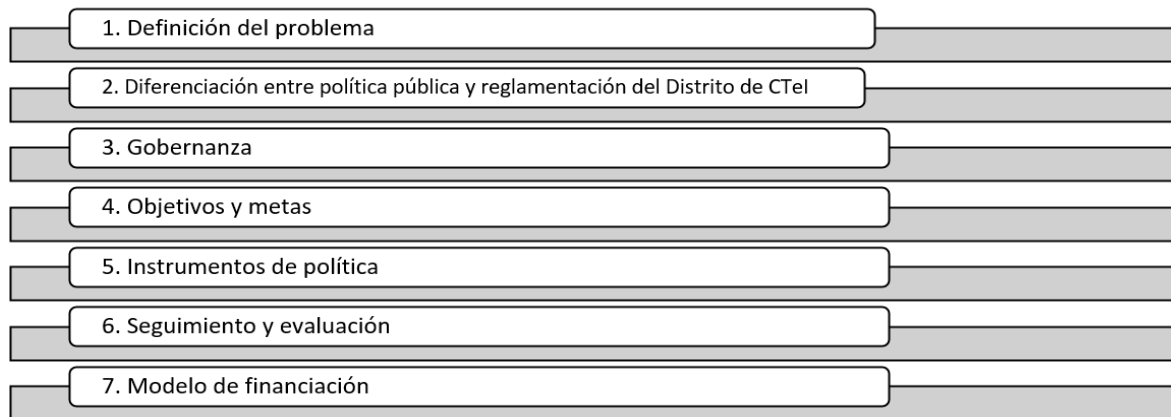 1. Definición del problema
2. Diferenciación entre política pública y reglamentación del Distrito de CTeI
3. Gobernanza
4. Objetivos y metas
5. Instrumentos de política
6. Seguimiento y evaluación
7. Modelo de financiación